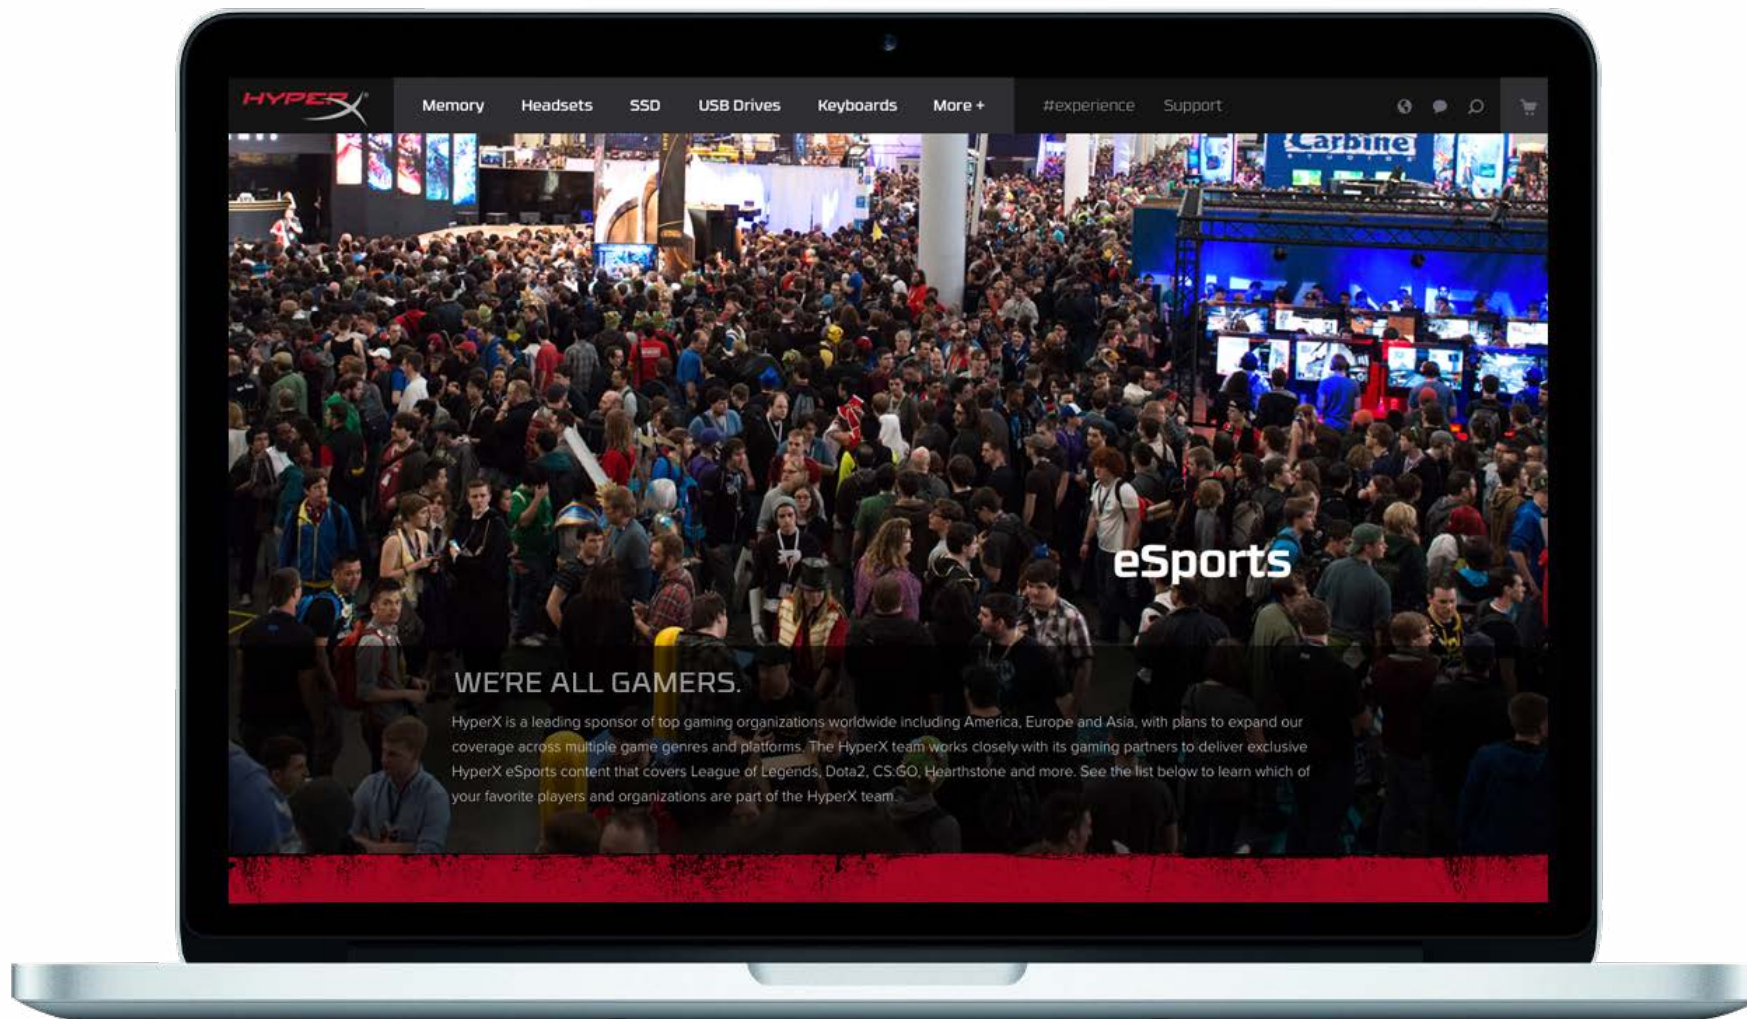 HYPERX
Memory Headsets SSD USB Drives Keyboards More + #experience Support
Carbine
STUDIOS
eSports
WE'RE ALL GAMERS.
HyperX is a leading sponsor of top gaming organizations worldwide including America, Europe and Asia, with plans to expand our
coverage across multiple game genres and platforms. The HyperX team works closely with its gaming partners to deliver exclusive
HyperX eSports content that covers League of Legends, Dota2, CS:GO, Hearthstone and more. See the list below to learn which of
your favorite players and organizations are part of the HyperX team.